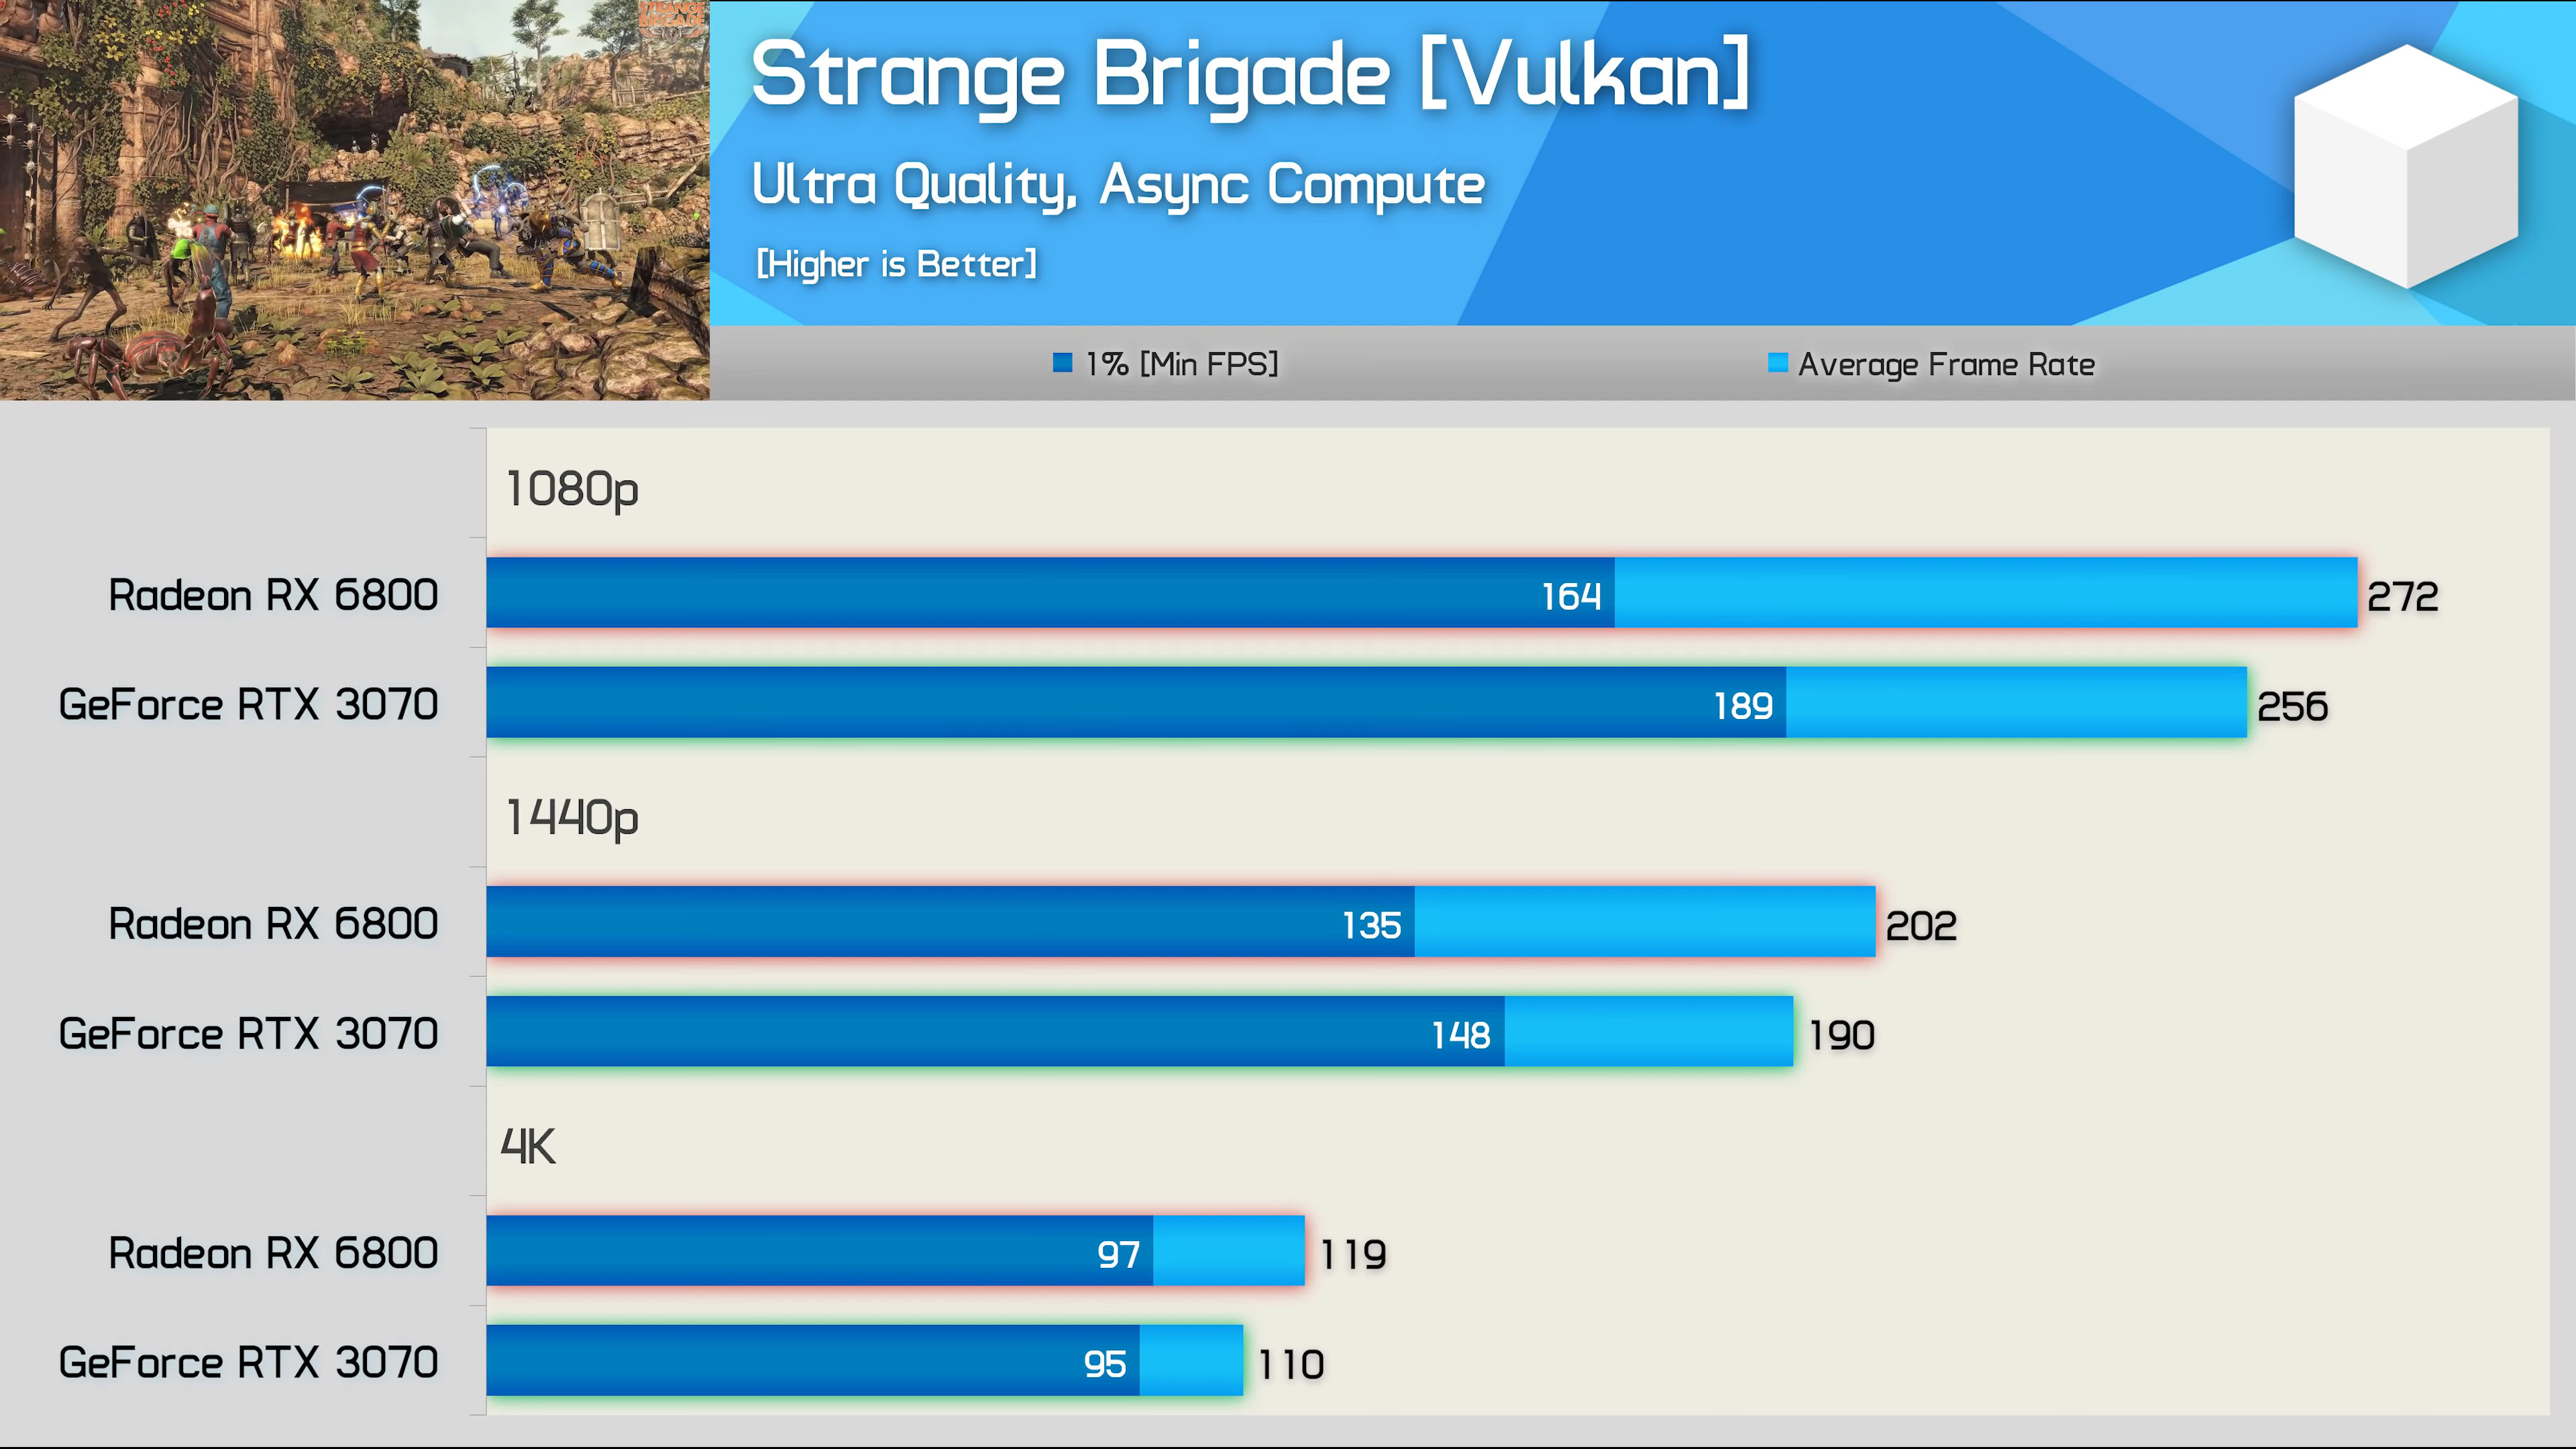 STRANGE
BRIGADE
Strange Brigade [Vulkan]
Ultra Quality, Async Compute
[Higher is Better]
1% [Min FPS]
Average Frame Rate
1080p
Radeon RX 6800
164
272
GeForce RTX 3070
189
256
1440p
Radeon RX 6800
135
202
GeForce RTX 3070
148
190
4K
Radeon RX 6800
97
119
GeForce RTX 3070
95
110